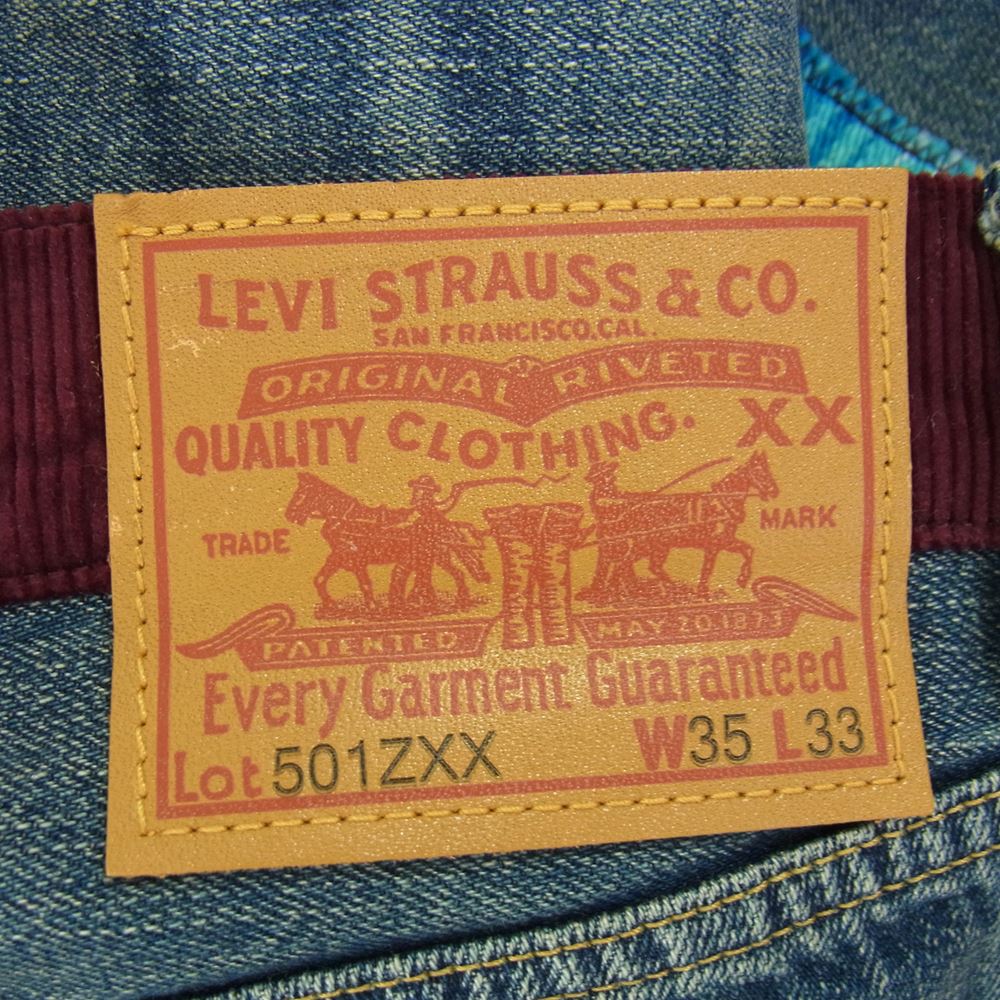 LEVI STRAUSS & CO.
SAN FRANCISCO, CAL.
ORIGINAL RIVETED
QUALITY CLOTHING. XX
TRADE MARK
PATENTED MAY 20 1873
Every Garment Guaranteed
Lot 501ZXX W35 L33